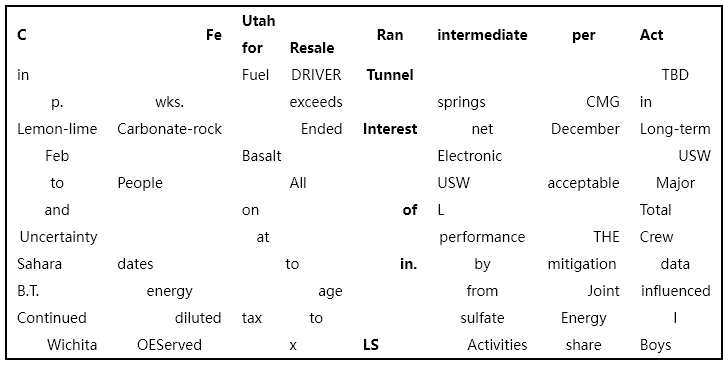 C Fe Utah for Resale Ran intermediate per Act
in Fuel DRIVER Tunnel TBD
p. wks. exceeds springs CMG in
Lemon-lime Carbonate-rock Ended Interest net December Long-term
Feb Basalt Electronic USW
to People All USW acceptable Major
and on of L Total
Uncertainty at performance THE Crew
Sahara dates to in. by mitigation data
B.T. energy age from Joint influenced
Continued diluted tax to sulfate Energy I
Wichita OEServed x LS Activities share Boys